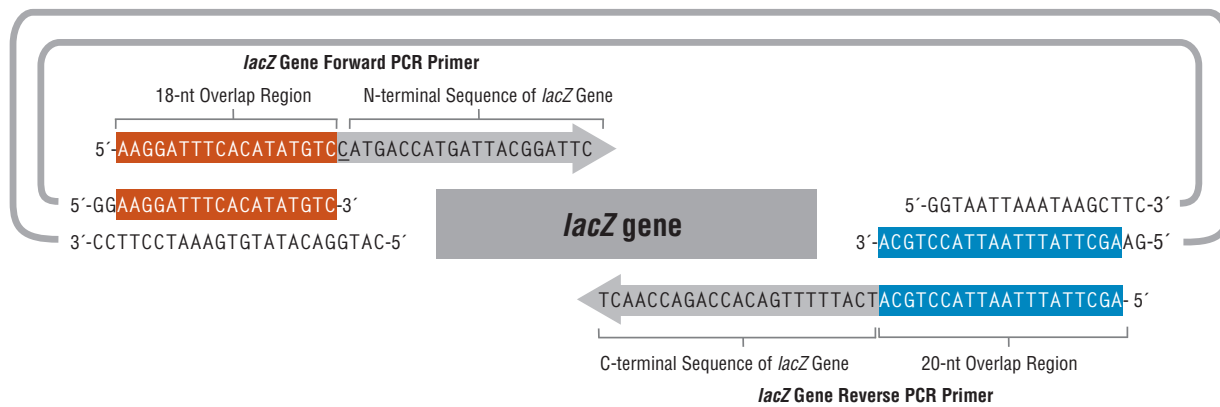 lacZ Gene Forward PCR Primer
18-nt Overlap Region N-terminal Sequence of lacZ Gene
5´-AAGGATTTCACATATGTCCATGACCATGATTACGGATTC
5´-GGAAGGATTTCACATATGTC-3´
3´-CCTTCCTAAAGTGTATACAGGTAC-5´
lacZ gene
5´-GGTAATTAAATAAGCTTC-3´
3´-ACGTCCATTAATTTATTCGAAG-5´
TCAACCAGACCACAGTTTTTACTACGTCCATTAATTTATTCGA- 5´
C-terminal Sequence of lacZ Gene 20-nt Overlap Region
lacZ Gene Reverse PCR Primer